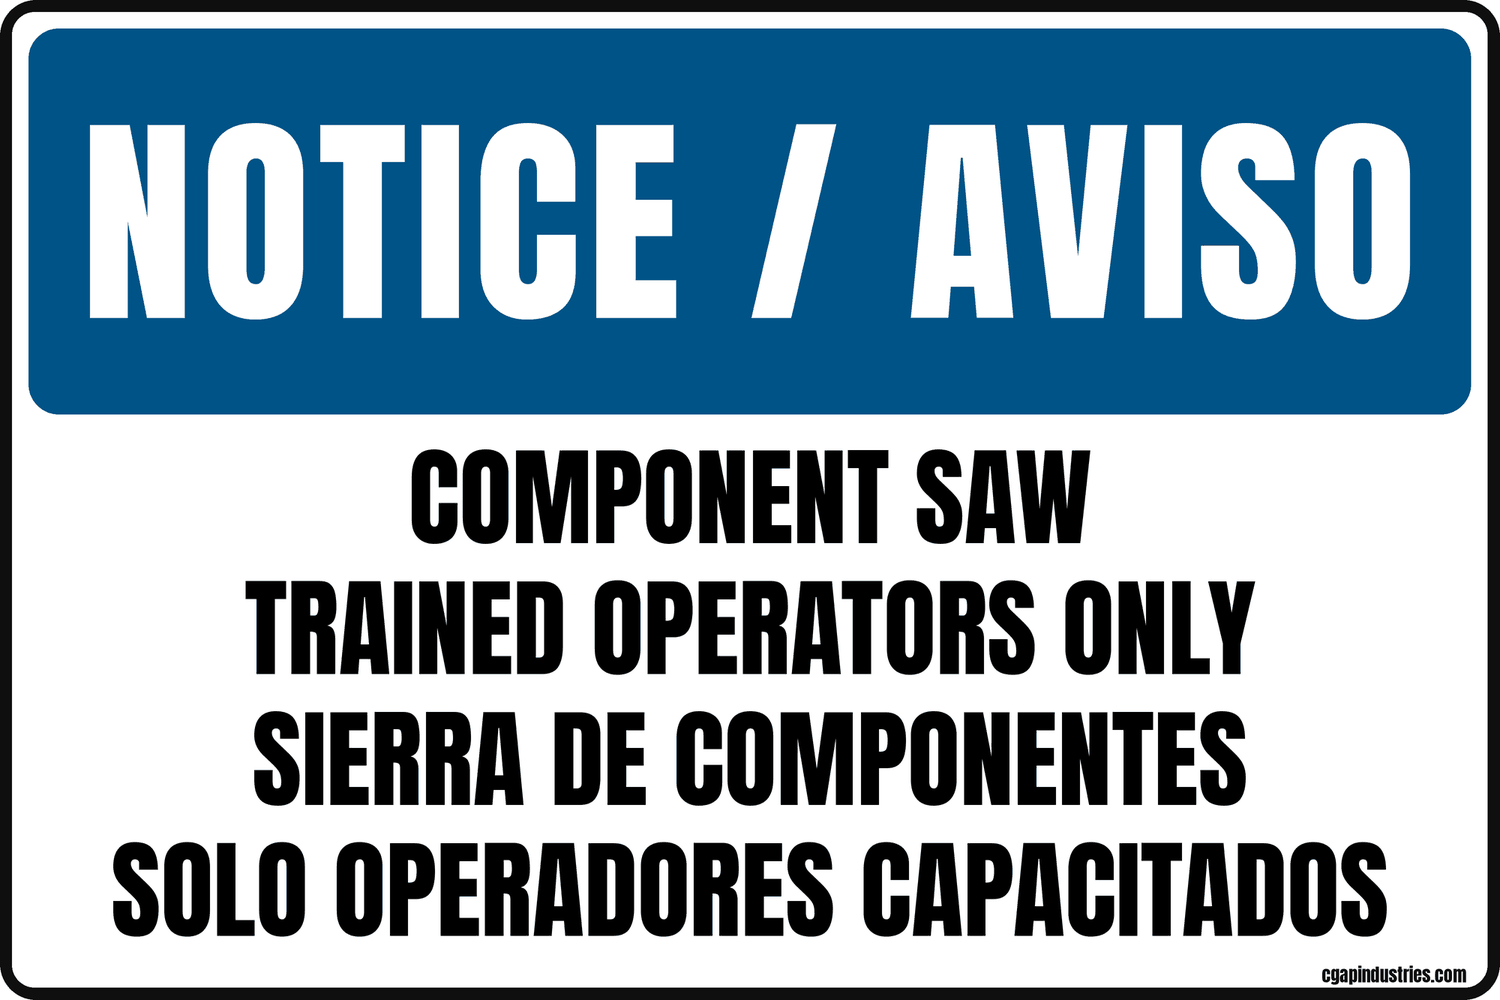 NOTICE / AVISO
COMPONENT SAW
TRAINED OPERATORS ONLY
SIERRA DE COMPONENTES
SOLO OPERADORES CAPACITADOS
cgapindustries.com